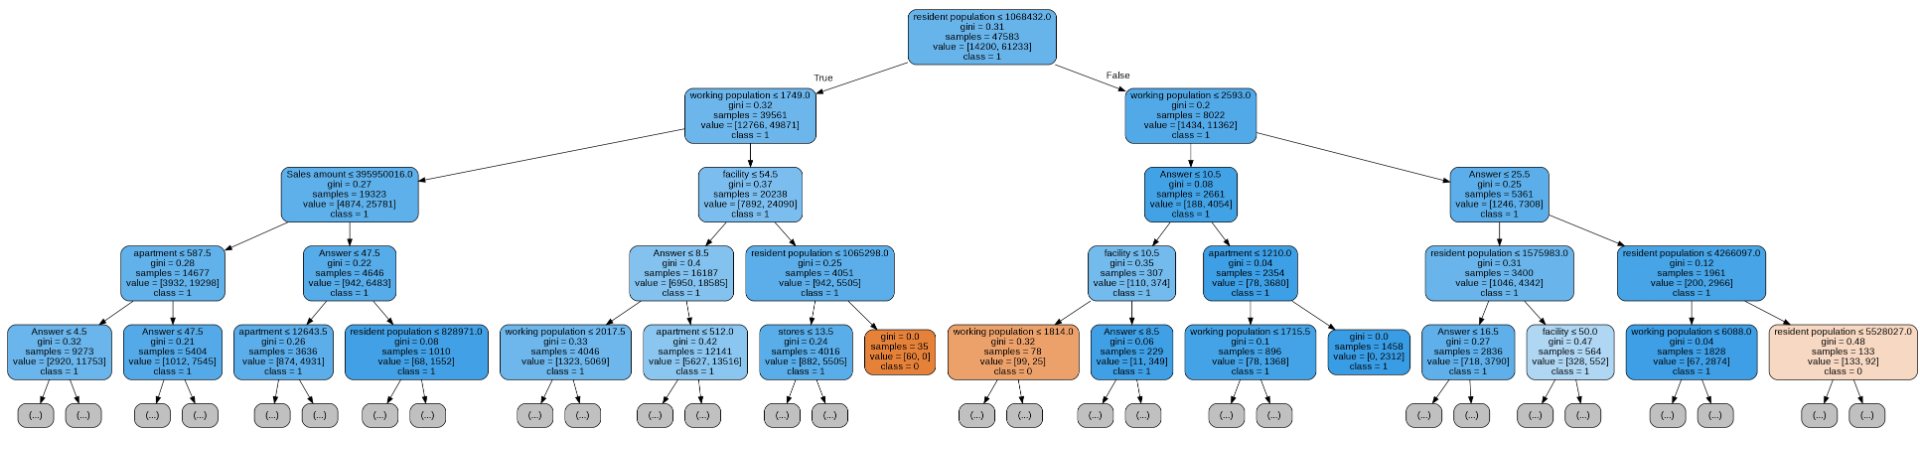 resident population ≤ 1068432.0
gini = 0.31
samples = 47583
value = [14200, 61233]
class = 1
True
False
working population ≤ 1749.0
gini = 0.32
samples = 39561
value = [12766, 49871]
class = 1
working population ≤ 2593.0
gini = 0.2
samples = 8022
value = [1434, 11362]
class = 1
Sales amount ≤ 395950016.0
gini = 0.27
samples = 19323
value = [4874, 25781]
class = 1
facility ≤ 54.5
gini = 0.37
samples = 20238
value = [7892, 24090]
class = 1
Answer ≤ 10.5
gini = 0.08
samples = 2661
value = [188, 4054]
class = 1
Answer ≤ 25.5
gini = 0.25
samples = 5361
value = [1246, 7308]
class = 1
apartment ≤ 587.5
gini = 0.28
samples = 14677
value = [3932, 19298]
class = 1
Answer ≤ 47.5
gini = 0.22
samples = 4646
value = [942, 6483]
class = 1
Answer ≤ 8.5
gini = 0.4
samples = 16187
value = [6950, 18585]
class = 1
resident population ≤ 1065298.0
gini = 0.25
samples = 4051
value = [942, 5505]
class = 1
facility ≤ 10.5
gini = 0.35
samples = 307
value = [110, 374]
class = 1
apartment ≤ 1210.0
gini = 0.04
samples = 2354
value = [78, 3680]
class = 1
resident population ≤ 1575983.0
gini = 0.31
samples = 3400
value = [1046, 4342]
class = 1
resident population ≤ 4266097.0
gini = 0.12
samples = 1961
value = [200, 2966]
class = 1
Answer ≤ 4.5
gini = 0.32
samples = 9273
value = [2920, 11753]
class = 1
Answer ≤ 47.5
gini = 0.21
samples = 5404
value = [1012, 7545]
class = 1
apartment ≤ 12643.5
gini = 0.26
samples = 3636
value = [874, 4931]
class = 1
resident population ≤ 828971.0
gini = 0.08
samples = 1010
value = [68, 1552]
class = 1
working population ≤ 2017.5
gini = 0.33
samples = 4046
value = [1323, 5069]
class = 1
apartment ≤ 512.0
gini = 0.42
samples = 12141
value = [5627, 13516]
class = 1
stores ≤ 13.5
gini = 0.24
samples = 4016
value = [882, 5505]
class = 1
gini = 0.0
samples = 35
value = [60, 0]
class = 0
working population ≤ 1814.0
gini = 0.32
samples = 78
value = [99, 25]
class = 0
Answer ≤ 8.5
gini = 0.06
samples = 229
value = [11, 349]
class = 1
working population ≤ 1715.5
gini = 0.1
samples = 896
value = [78, 1368]
class = 1
gini = 0.0
samples = 1458
value = [0, 2312]
class = 1
Answer ≤ 16.5
gini = 0.27
samples = 2836
value = [718, 3790]
class = 1
facility ≤ 50.0
gini = 0.47
samples = 564
value = [328, 552]
class = 1
working population ≤ 6088.0
gini = 0.04
samples = 1828
value = [67, 2874]
class = 1
resident population ≤ 5528027.0
gini = 0.48
samples = 133
value = [133, 92]
class = 0
(...) (...) (...) (...) (...) (...) (...) (...) (...) (...) (...) (...) (...) (...) (...) (...) (...) (...) (...) (...) (...) (...) (...) (...) (...) (...) (...) (...)